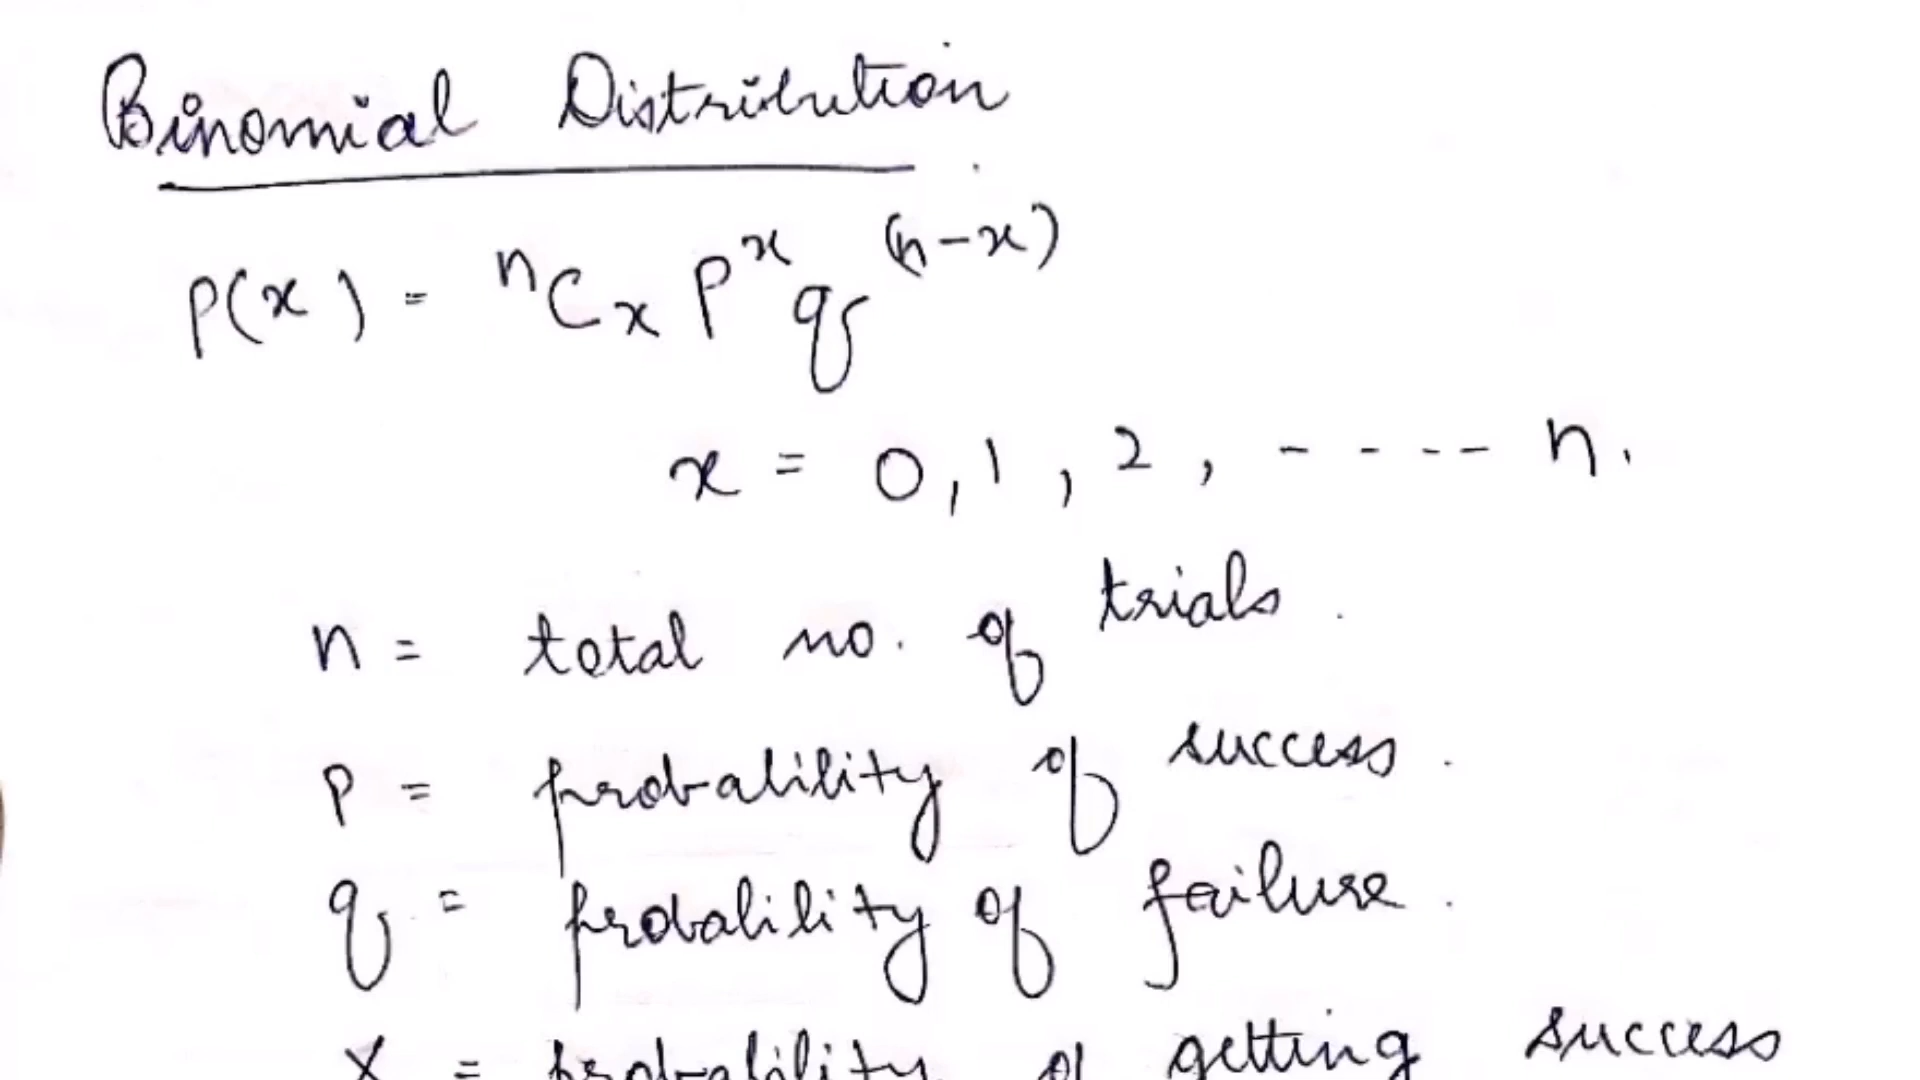 Binomial Distribution
P(x) = ⁿCₓ pˣ q⁽ⁿ⁻ˣ⁾
x = 0, 1, 2, ----- n.
n = total no. of trials.
p = probability of success.
q = probability of failure.
X = probability of getting success